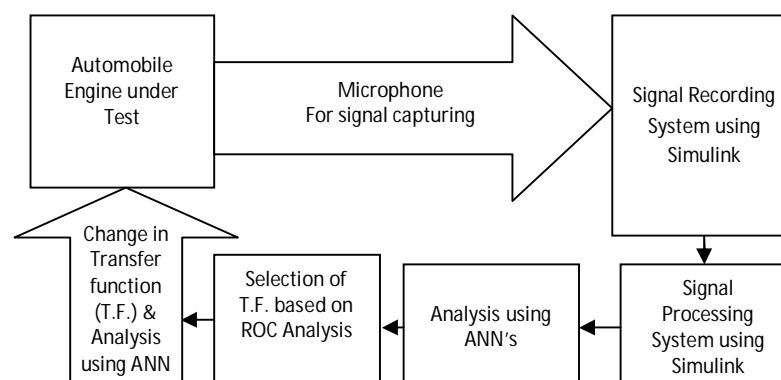 Automobile
Engine under
Test
Microphone
For signal capturing
Signal Recording
System using
Simulink
Signal
Processing
System using
Simulink
Analysis using
ANN's
Selection of
T.F. based on
ROC Analysis
Change in
Transfer
function
(T.F.) &
Analysis
using ANN